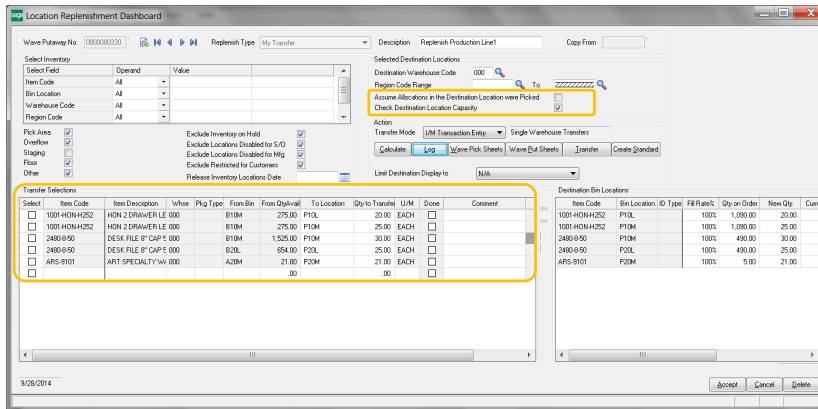 sage Location Replenishment Dashboard
Wave Putaway No. 0000000330 Replenish Type My Transfer Description Replenish Production Line1 Copy From
Select Inventory
Select Field Operand Value
Item Code All
Bin Location All
Warehouse Code All
Region Code All
Selected Destination Locations
Destination Warehouse Code 000
Region Code Range To ZZZZZZZZZZ
Assume Allocations in the Destination Location were Picked
Check Destination Location Capacity
Pick Area
Overflow
Staging
Floor
Other
Exclude Inventory on Hold
Exclude Locations Disabled for S/O
Exclude Locations Disabled for Mfg
Exclude Restricted for Customers
Release Inventory Locations Date
Action
Transfer Mode I/M Transaction Entry Single Warehouse Transfers
Calculate Log Wave Pick Sheets Wave Put Sheets Transfer Create Standard
Limit Destination Display to N/A
Transfer Selections
Select Item Code Item Description Whse Pkg Type From Bin From QtyAvail To Location Qty to Transfer U/M Done Comment
1001-HON-H252 HON 2 DRAWER LE 000 B10M 275.00 P10L 20.00 EACH
1001-HON-H252 HON 2 DRAWER LE 000 B10M 275.00 P10M 25.00 EACH
2480-8-50 DESK FILE 8" CAP 5 000 B10M 1,525.00 P10M 30.00 EACH
2480-8-50 DESK FILE 8" CAP 5 000 B20L 654.00 P20L 25.00 EACH
ARS-9101 ART SPECIALTY W/ 000 A20M 21.00 P20M 21.00 EACH
.00 .00
Destination Bin Locations
Item Code Bin Location ID Type Fill Rate% Qty on Order New Qty Curre
1001-HON-H252 P10L 100% 1,090.00 20.00
1001-HON-H252 P10M 100% 1,090.00 25.00
2480-8-50 P10M 100% 490.00 30.00
2480-8-50 P20L 100% 490.00 25.00
ARS-9101 P20M 100% 5.00 21.00
9/28/2014
Accept Cancel Delete